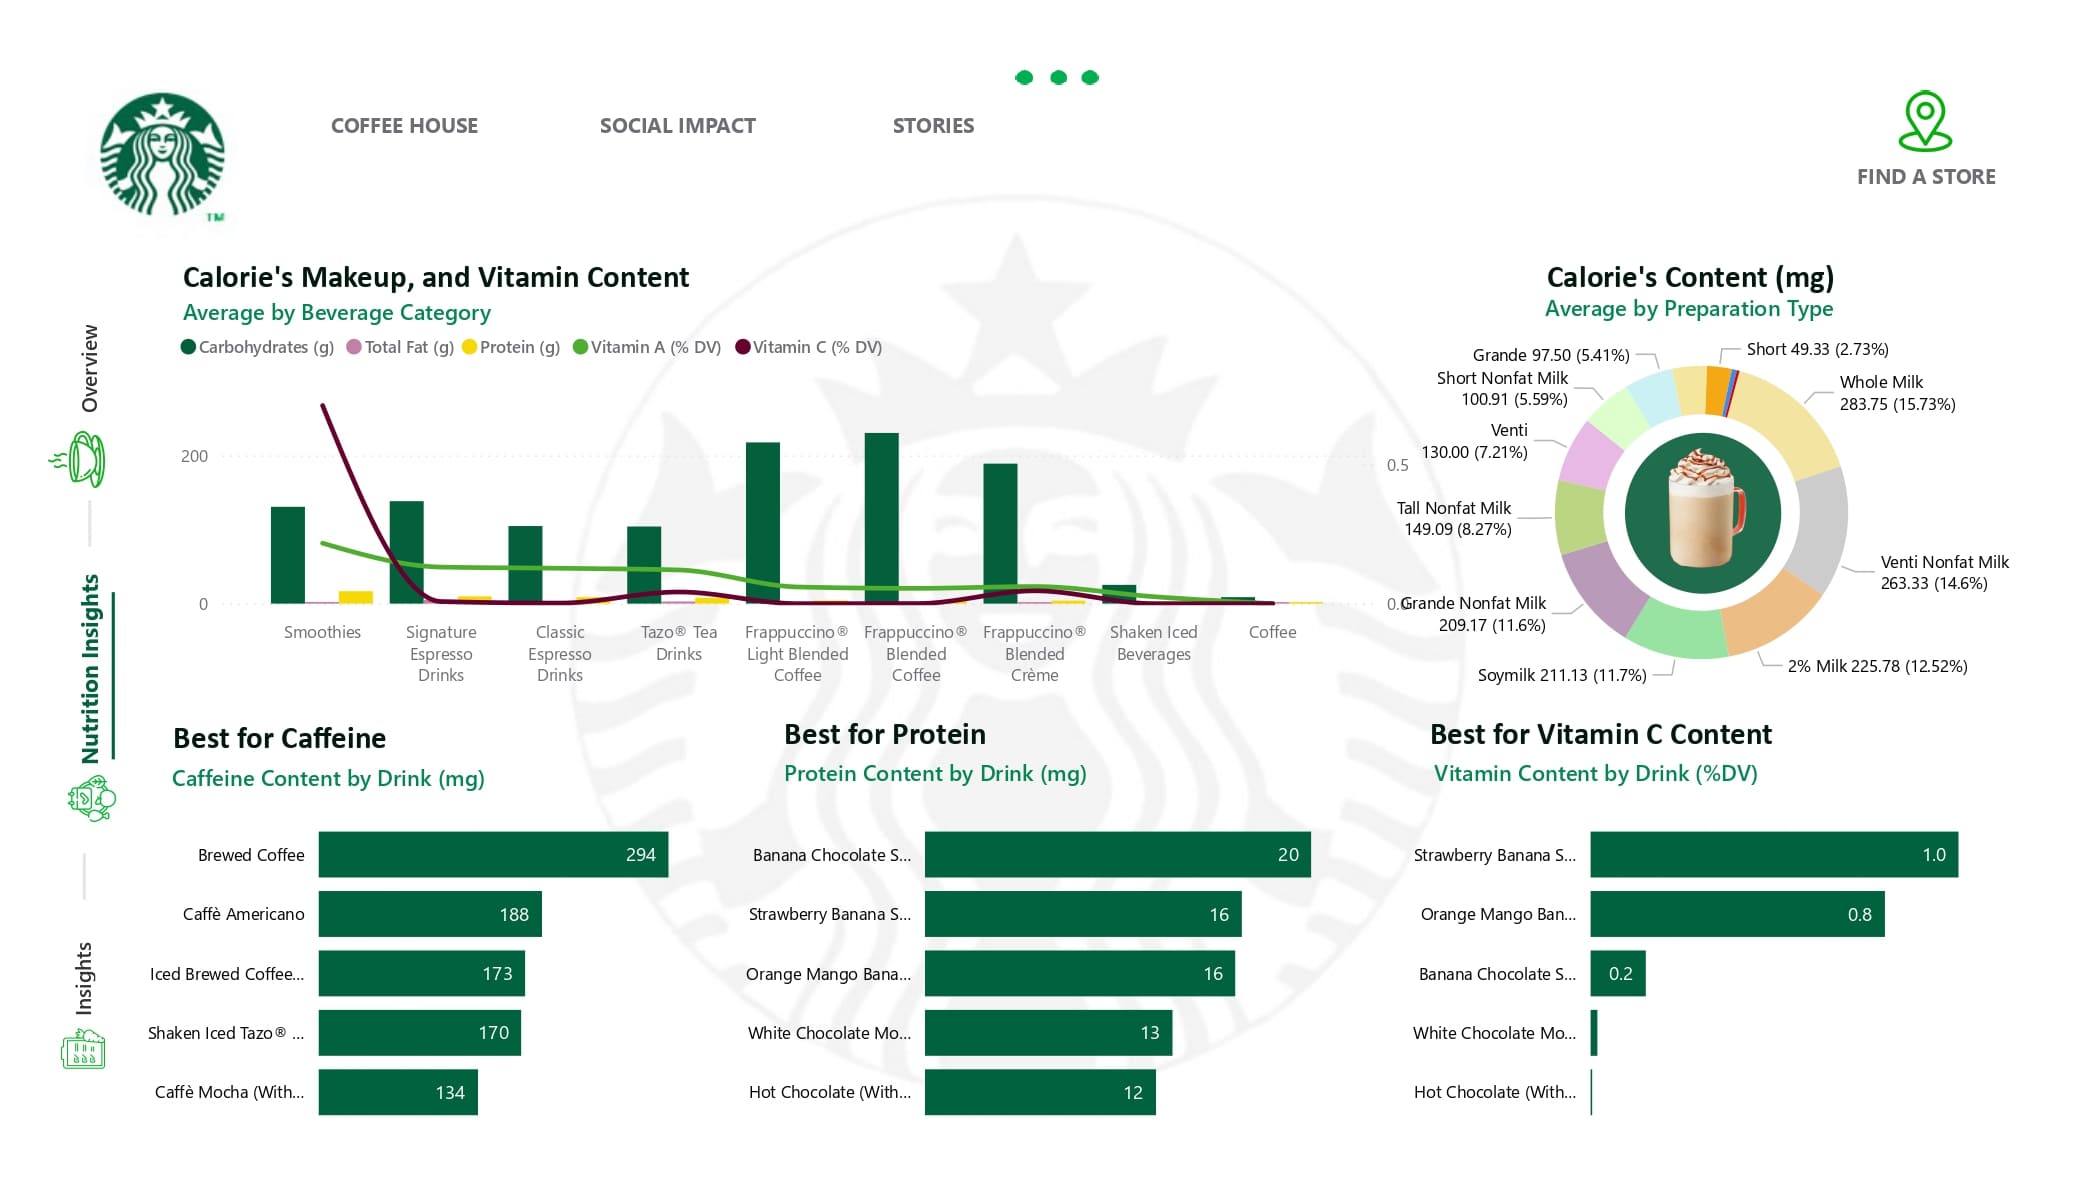 COFFEE HOUSE
SOCIAL IMPACT
STORIES
FIND A STORE
TM
Overview
Nutrition Insights
Insights
Calorie's Makeup, and Vitamin Content
Average by Beverage Category
Carbohydrates (g) Total Fat (g) Protein (g) Vitamin A (% DV) Vitamin C (% DV)
200
0
0.5
0.0
Smoothies
Signature
Espresso
Drinks
Classic
Espresso
Drinks
Tazo® Tea
Drinks
Frappuccino®
Light Blended
Coffee
Frappuccino®
Blended
Coffee
Frappuccino®
Blended
Crème
Shaken Iced
Beverages
Coffee
Calorie's Content (mg)
Average by Preparation Type
Short 49.33 (2.73%)
Whole Milk
283.75 (15.73%)
Venti Nonfat Milk
263.33 (14.6%)
2% Milk 225.78 (12.52%)
Soymilk 211.13 (11.7%)
Grande Nonfat Milk
209.17 (11.6%)
Tall Nonfat Milk
149.09 (8.27%)
Venti
130.00 (7.21%)
Short Nonfat Milk
100.91 (5.59%)
Grande 97.50 (5.41%)
Best for Caffeine
Caffeine Content by Drink (mg)
Brewed Coffee 294
Caffè Americano 188
Iced Brewed Coffee... 173
Shaken Iced Tazo® ... 170
Caffè Mocha (With... 134
Best for Protein
Protein Content by Drink (mg)
Banana Chocolate S... 20
Strawberry Banana S... 16
Orange Mango Bana... 16
White Chocolate Mo... 13
Hot Chocolate (With... 12
Best for Vitamin C Content
Vitamin Content by Drink (%DV)
Strawberry Banana S... 1.0
Orange Mango Ban... 0.8
Banana Chocolate S... 0.2
White Chocolate Mo...
Hot Chocolate (With...